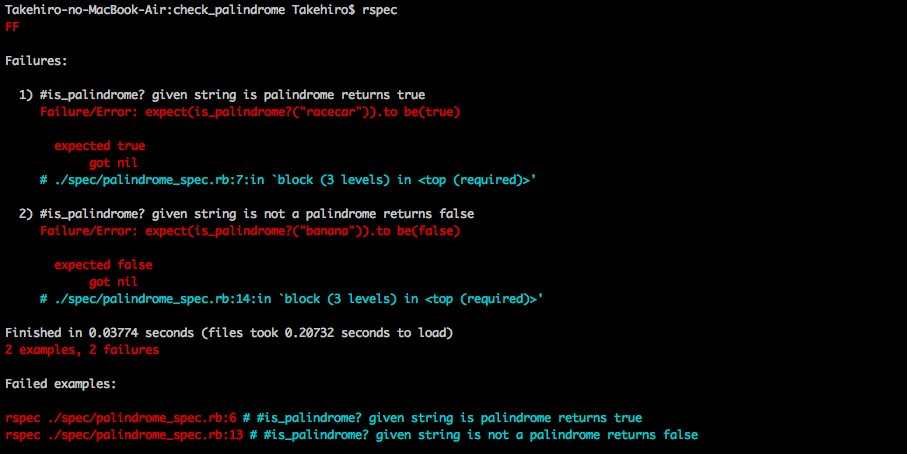 Takehiro-no-MacBook-Air:check_palindrome Takehiro$ rspec
FF
Failures:
1) #is_palindrome? given string is palindrome returns true
Failure/Error: expect(is_palindrome?("racecar")).to be(true)
expected true
got nil
# ./spec/palindrome_spec.rb:7:in `block (3 levels) in <top (required)>'
2) #is_palindrome? given string is not a palindrome returns false
Failure/Error: expect(is_palindrome?("banana")).to be(false)
expected false
got nil
# ./spec/palindrome_spec.rb:14:in `block (3 levels) in <top (required)>'
Finished in 0.03774 seconds (files took 0.20732 seconds to load)
2 examples, 2 failures
Failed examples:
rspec ./spec/palindrome_spec.rb:6 # #is_palindrome? given string is palindrome returns true
rspec ./spec/palindrome_spec.rb:13 # #is_palindrome? given string is not a palindrome returns false